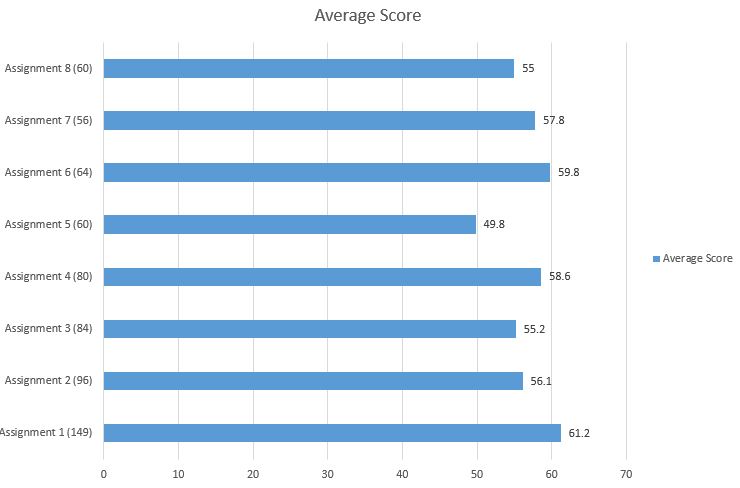 Average Score
Assignment 8 (60)
55
Assignment 7 (56)
57.8
Assignment 6 (64)
59.8
Assignment 5 (60)
49.8
Assignment 4 (80)
58.6
Assignment 3 (84)
55.2
Assignment 2 (96)
56.1
Assignment 1 (149)
61.2
0 10 20 30 40 50 60 70
Average Score